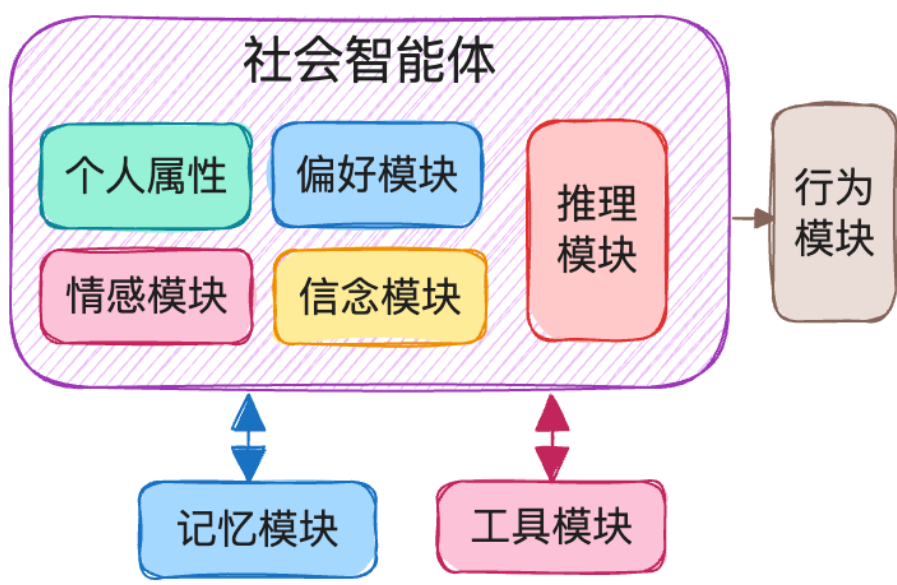 社会智能体
个人属性
偏好模块
推理
模块
行为
模块
情感模块
信念模块
记忆模块
工具模块